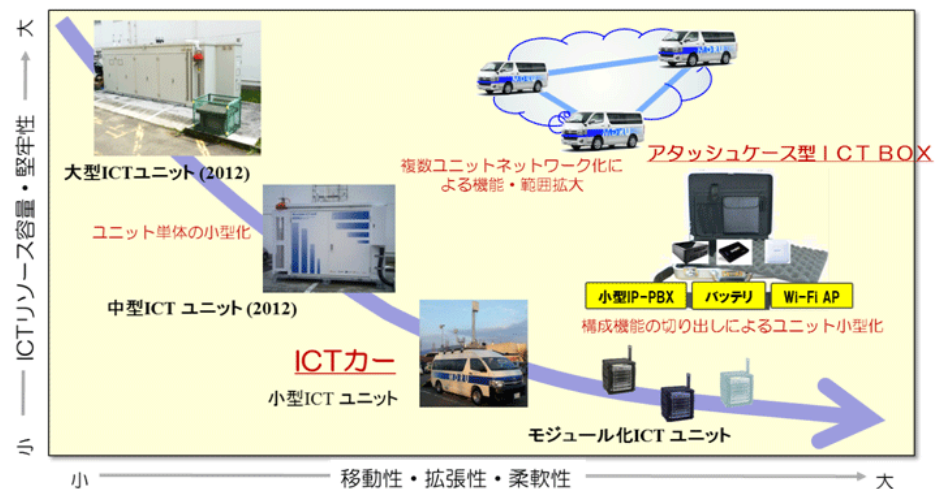 大
ICTリソース容量・堅牢性
小
大型ICTユニット (2012)
ユニット単体の小型化
中型ICT ユニット (2012)
ICTカー
小型ICT ユニット
MDRU
複数ユニットネットワーク化に
よる機能・範囲拡大
アタッシュケース型ICT BOX
小型IP-PBX
バッテリ
Wi-Fi AP
構成機能の切り出しによるユニット小型化
モジュール化ICT ユニット
小
移動性・拡張性・柔軟性
大